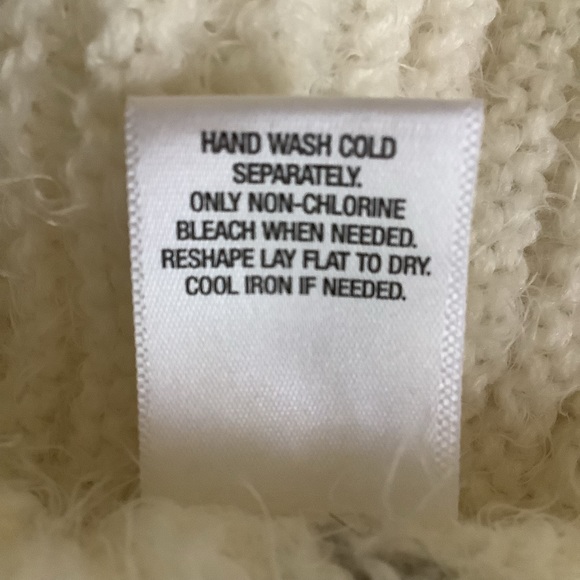 HAND WASH COLD
SEPARATELY.
ONLY NON-CHLORINE
BLEACH WHEN NEEDED.
RESHAPE LAY FLAT TO DRY.
COOL IRON IF NEEDED.